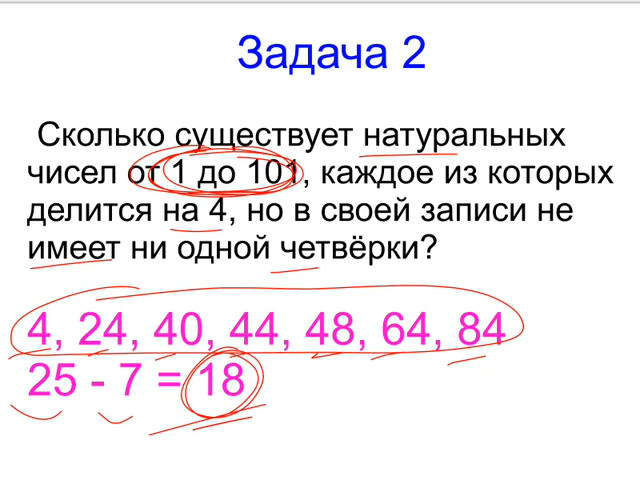 Задача 2
Сколько существует натуральных
чисел от 1 до 101, каждое из которых
делится на 4, но в своей записи не
имеет ни одной четвёрки?
4, 24, 40, 44, 48, 64, 84
25 - 7 = 18